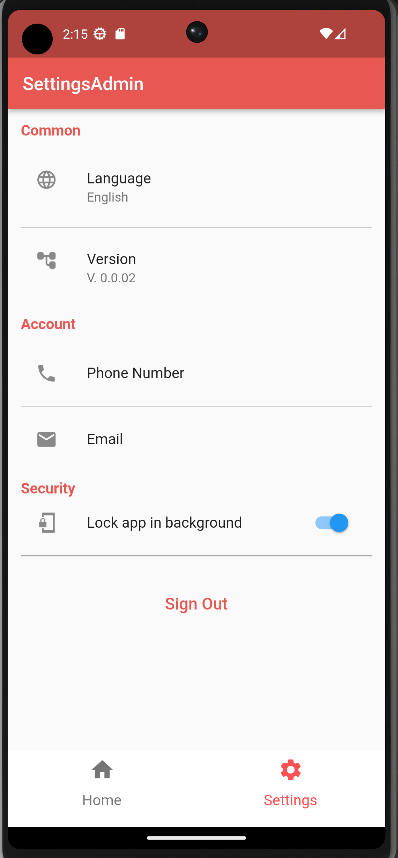 2:15
SettingsAdmin
Common
Language
English
Version
V. 0.0.02
Account
Phone Number
Email
Security
Lock app in background
Sign Out
Home
Settings